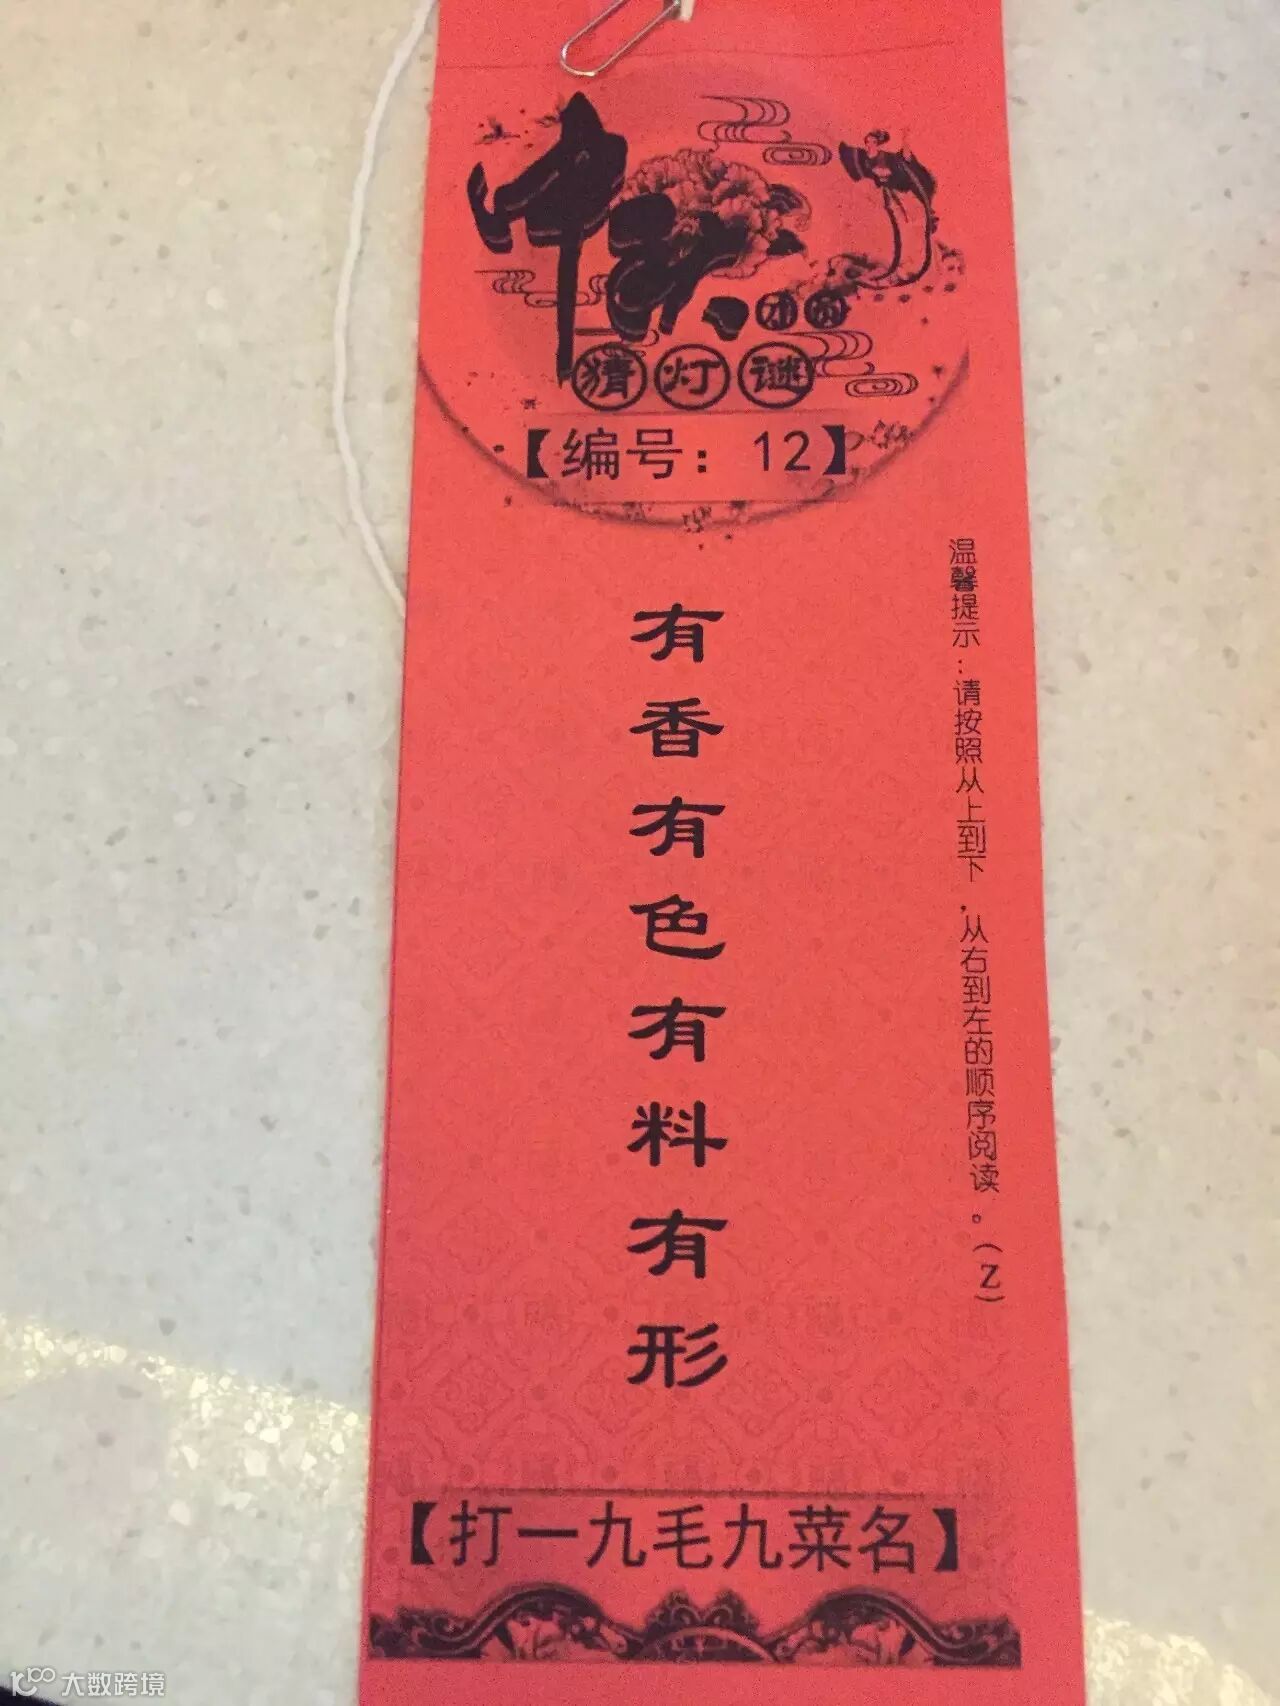 中秋
猜灯谜
【编号：12】
温馨提示：请按照从上到下，从右到左的顺序阅读。(Z)
有香有色有料有形
【打一九毛九菜名】
大数跨境